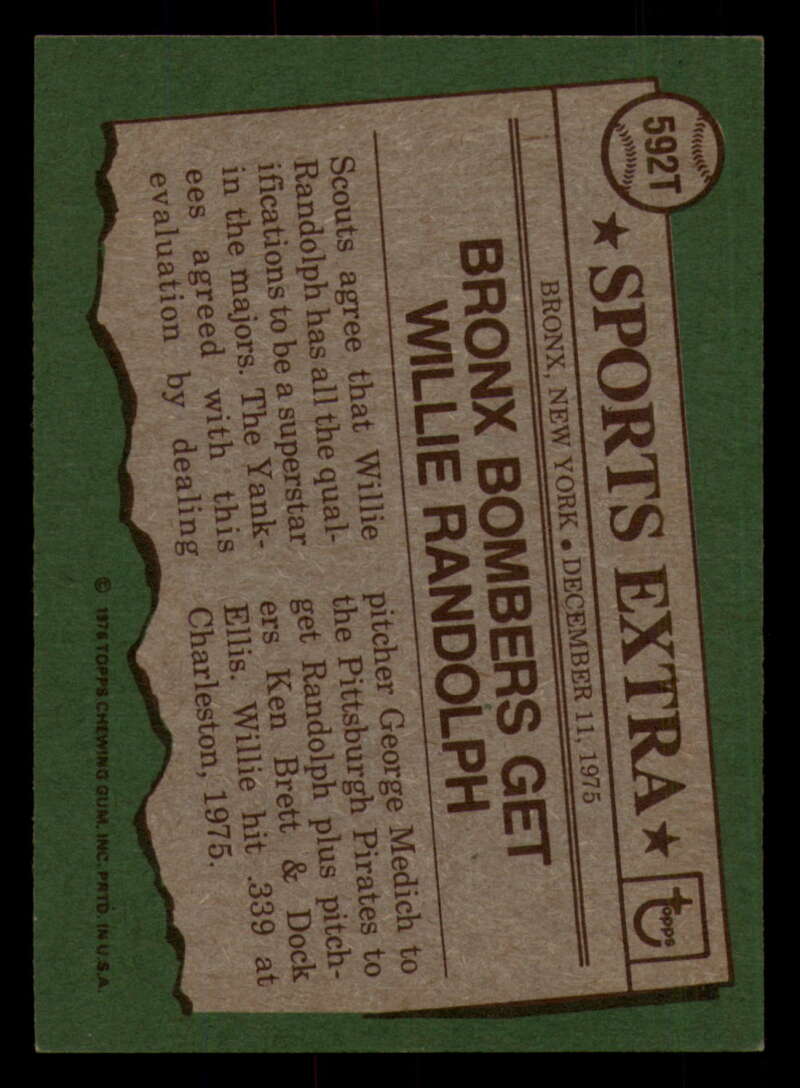 592T
★ SPORTS EXTRA ★
topps
BRONX, NEW YORK • DECEMBER 11, 1975
BRONX BOMBERS GET
WILLIE RANDOLPH
Scouts agree that Willie
Randolph has all the qual-
ifications to be a superstar
in the majors. The Yank-
ees agreed with this
evaluation by dealing
pitcher George Medich to
the Pittsburgh Pirates to
get Randolph plus pitch-
ers Ken Brett & Dock
Ellis. Willie hit .339 at
Charleston, 1975.
© 1976 TOPPS CHEWING GUM, INC. PRTD. IN U.S.A.